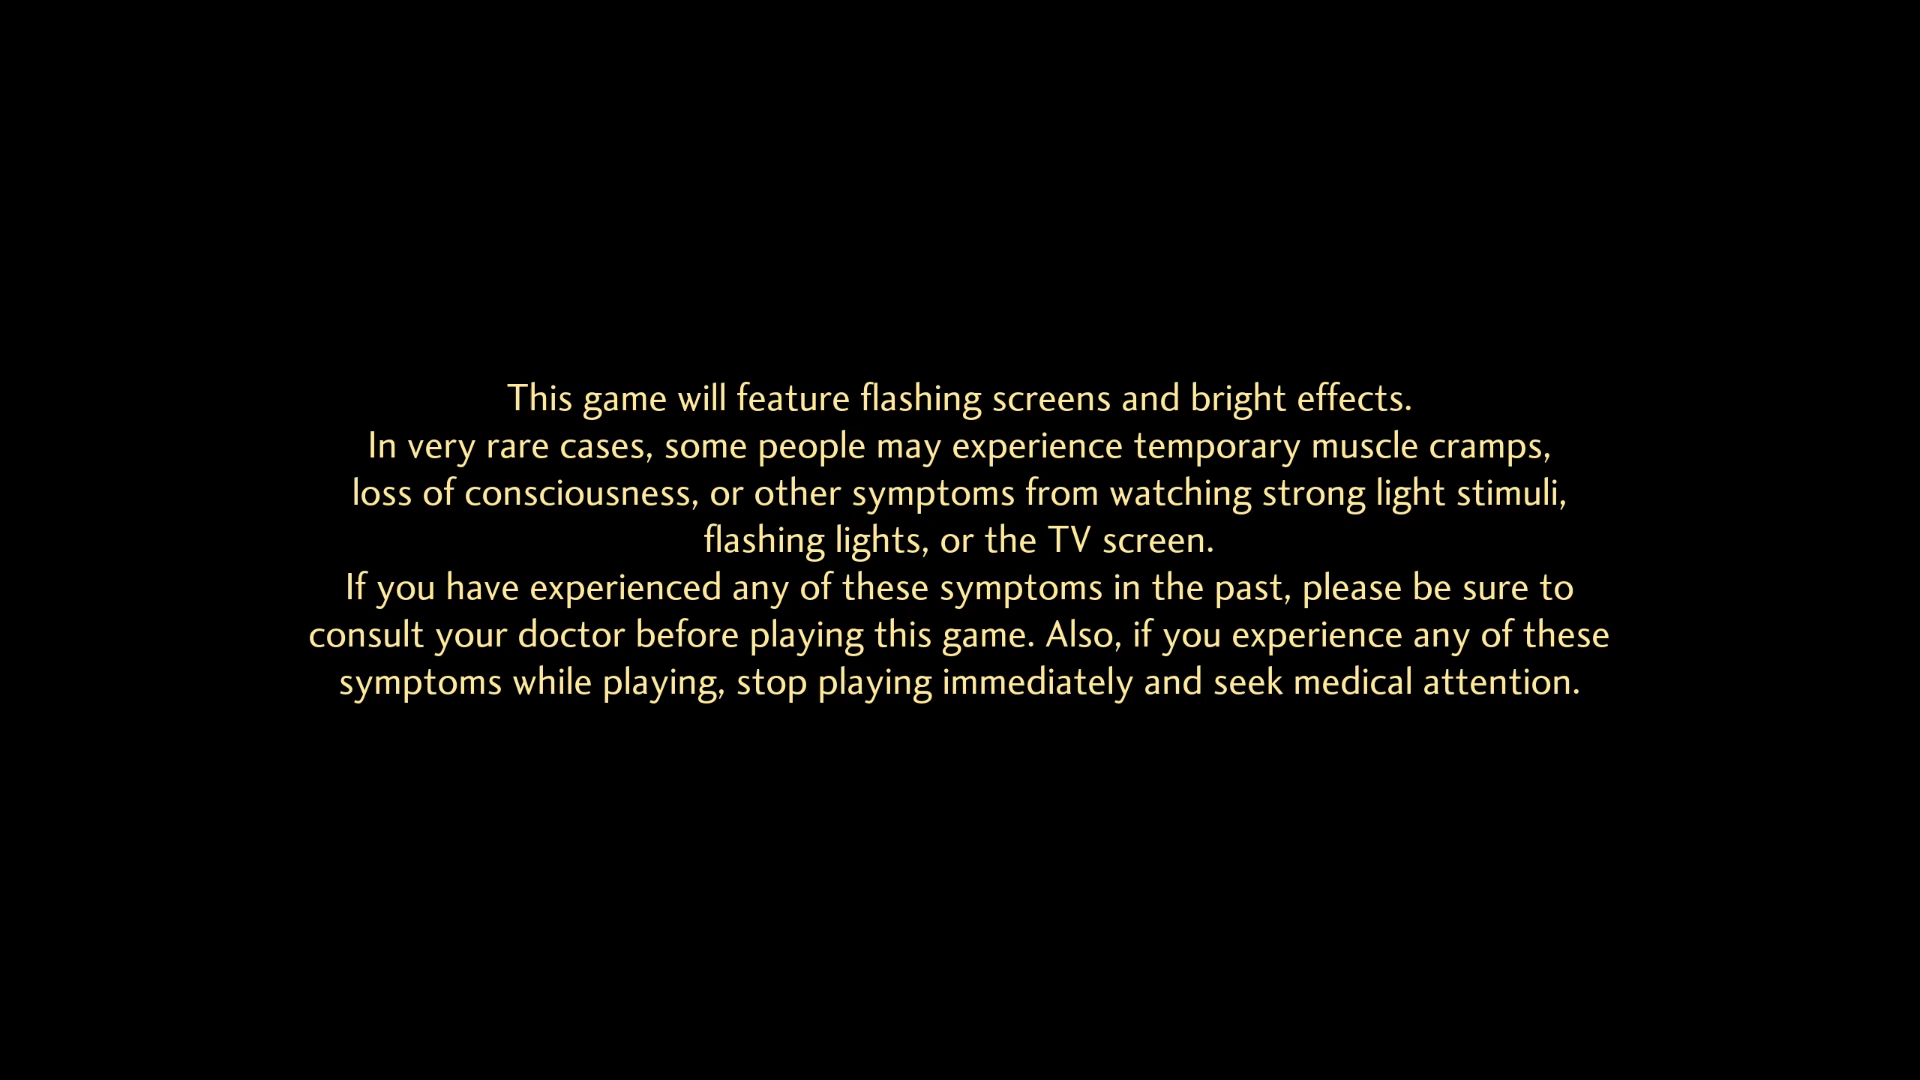 This game will feature flashing screens and bright effects.
In very rare cases, some people may experience temporary muscle cramps,
loss of consciousness, or other symptoms from watching strong light stimuli,
flashing lights, or the TV screen.
If you have experienced any of these symptoms in the past, please be sure to
consult your doctor before playing this game. Also, if you experience any of these
symptoms while playing, stop playing immediately and seek medical attention.